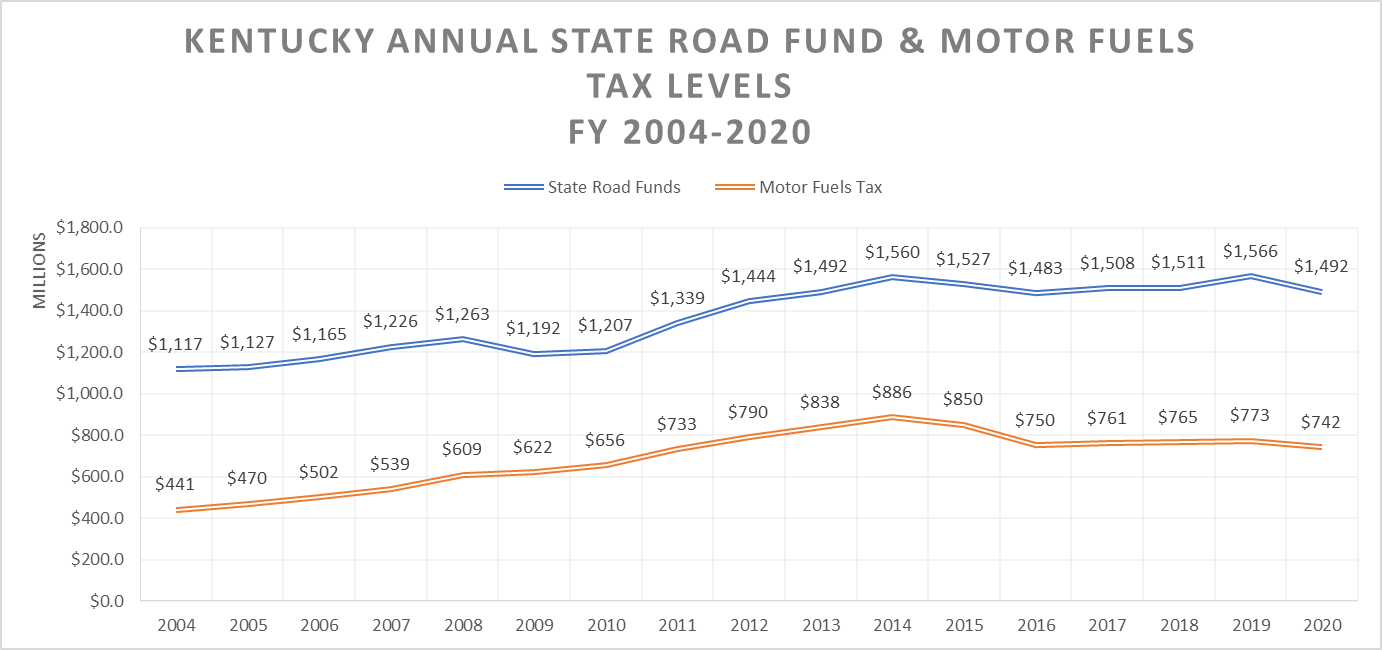 KENTUCKY ANNUAL STATE ROAD FUND & MOTOR FUELS
TAX LEVELS
FY 2004-2020
State Road Funds Motor Fuels Tax
MILLIONS
$1,800.0
$1,600.0
$1,400.0
$1,200.0
$1,000.0
$800.0
$600.0
$400.0
$200.0
$0.0
$1,117 $1,127 $1,165 $1,226 $1,263 $1,192 $1,207 $1,339 $1,444 $1,492 $1,560 $1,527 $1,483 $1,508 $1,511 $1,566 $1,492
$441 $470 $502 $539 $609 $622 $656 $733 $790 $838 $886 $850 $750 $761 $765 $773 $742
2004 2005 2006 2007 2008 2009 2010 2011 2012 2013 2014 2015 2016 2017 2018 2019 2020